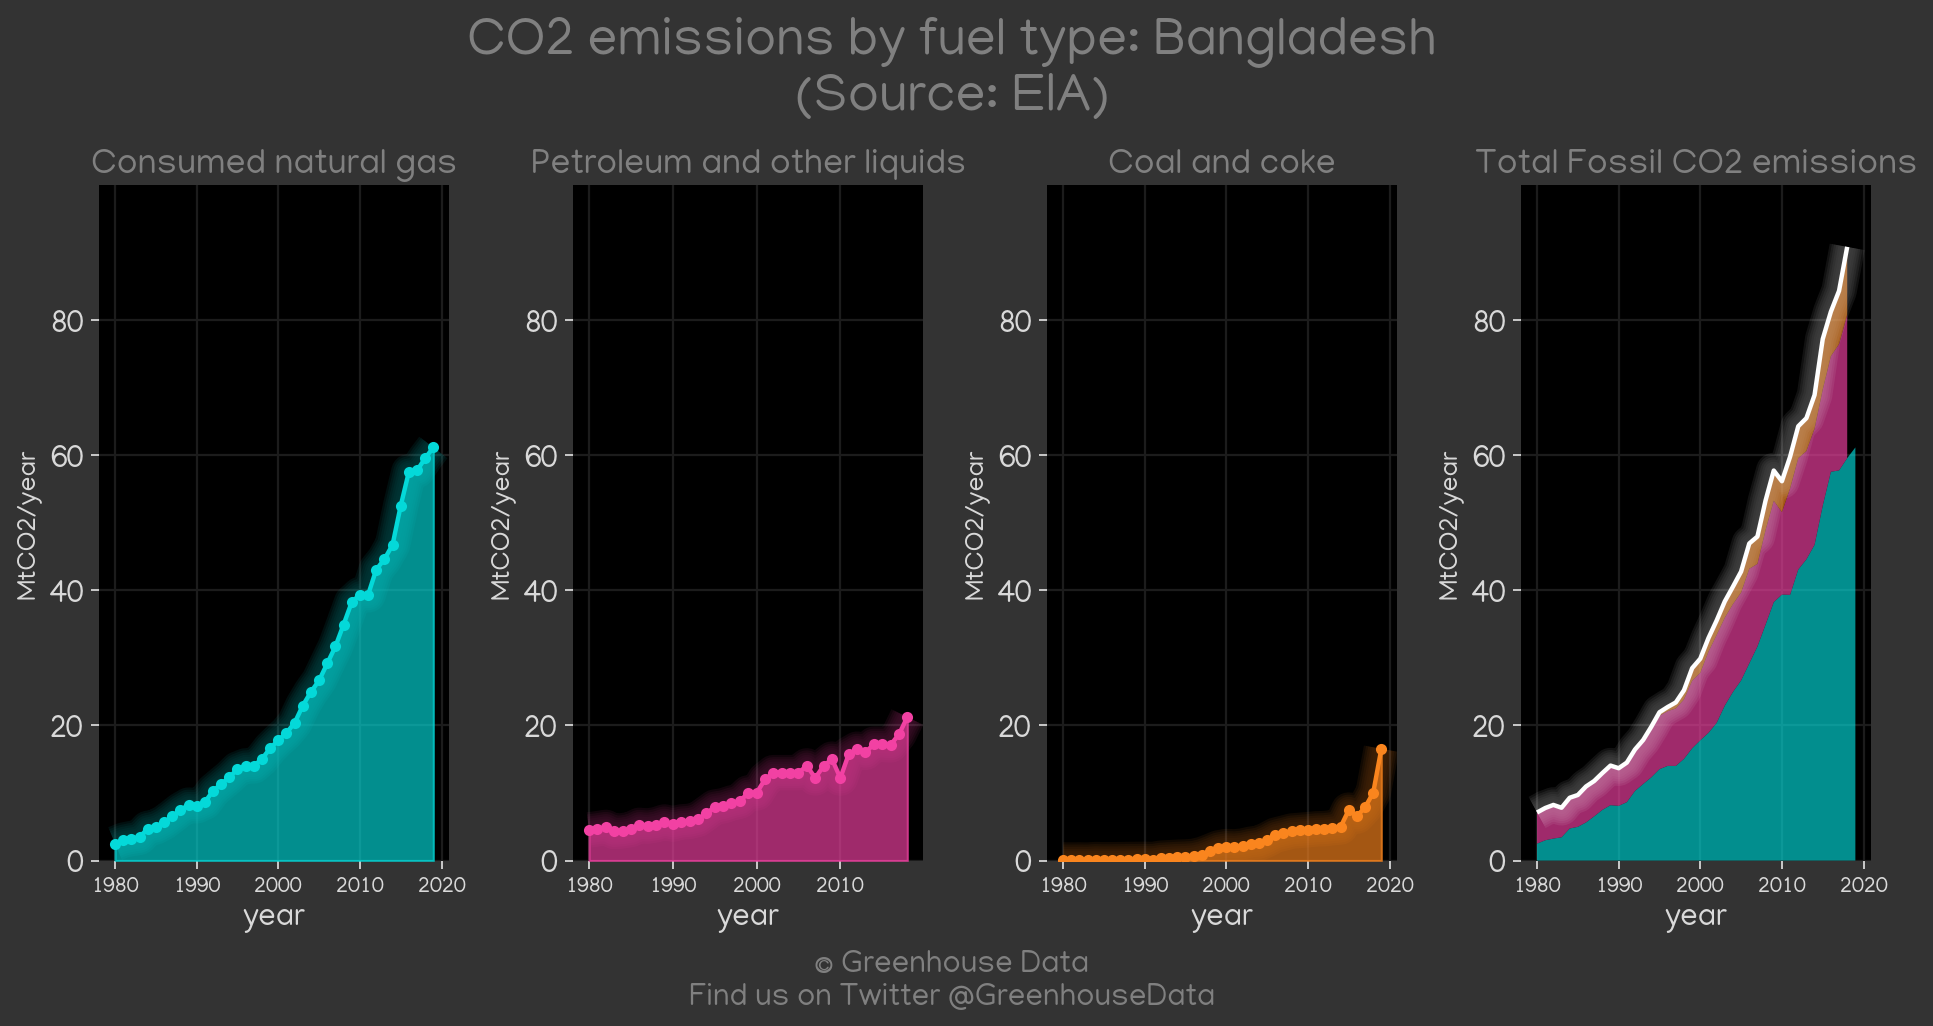 CO2 emissions by fuel type: Bangladesh
(Source: EIA)
Consumed natural gas
Petroleum and other liquids
Coal and coke
Total Fossil CO2 emissions
MtCO2/year
80
60
40
20
0
1980 1990 2000 2010 2020
year
MtCO2/year
80
60
40
20
0
1980 1990 2000 2010
year
MtCO2/year
80
60
40
20
0
1980 1990 2000 2010 2020
year
MtCO2/year
80
60
40
20
0
1980 1990 2000 2010 2020
year
© Greenhouse Data
Find us on Twitter @GreenhouseData